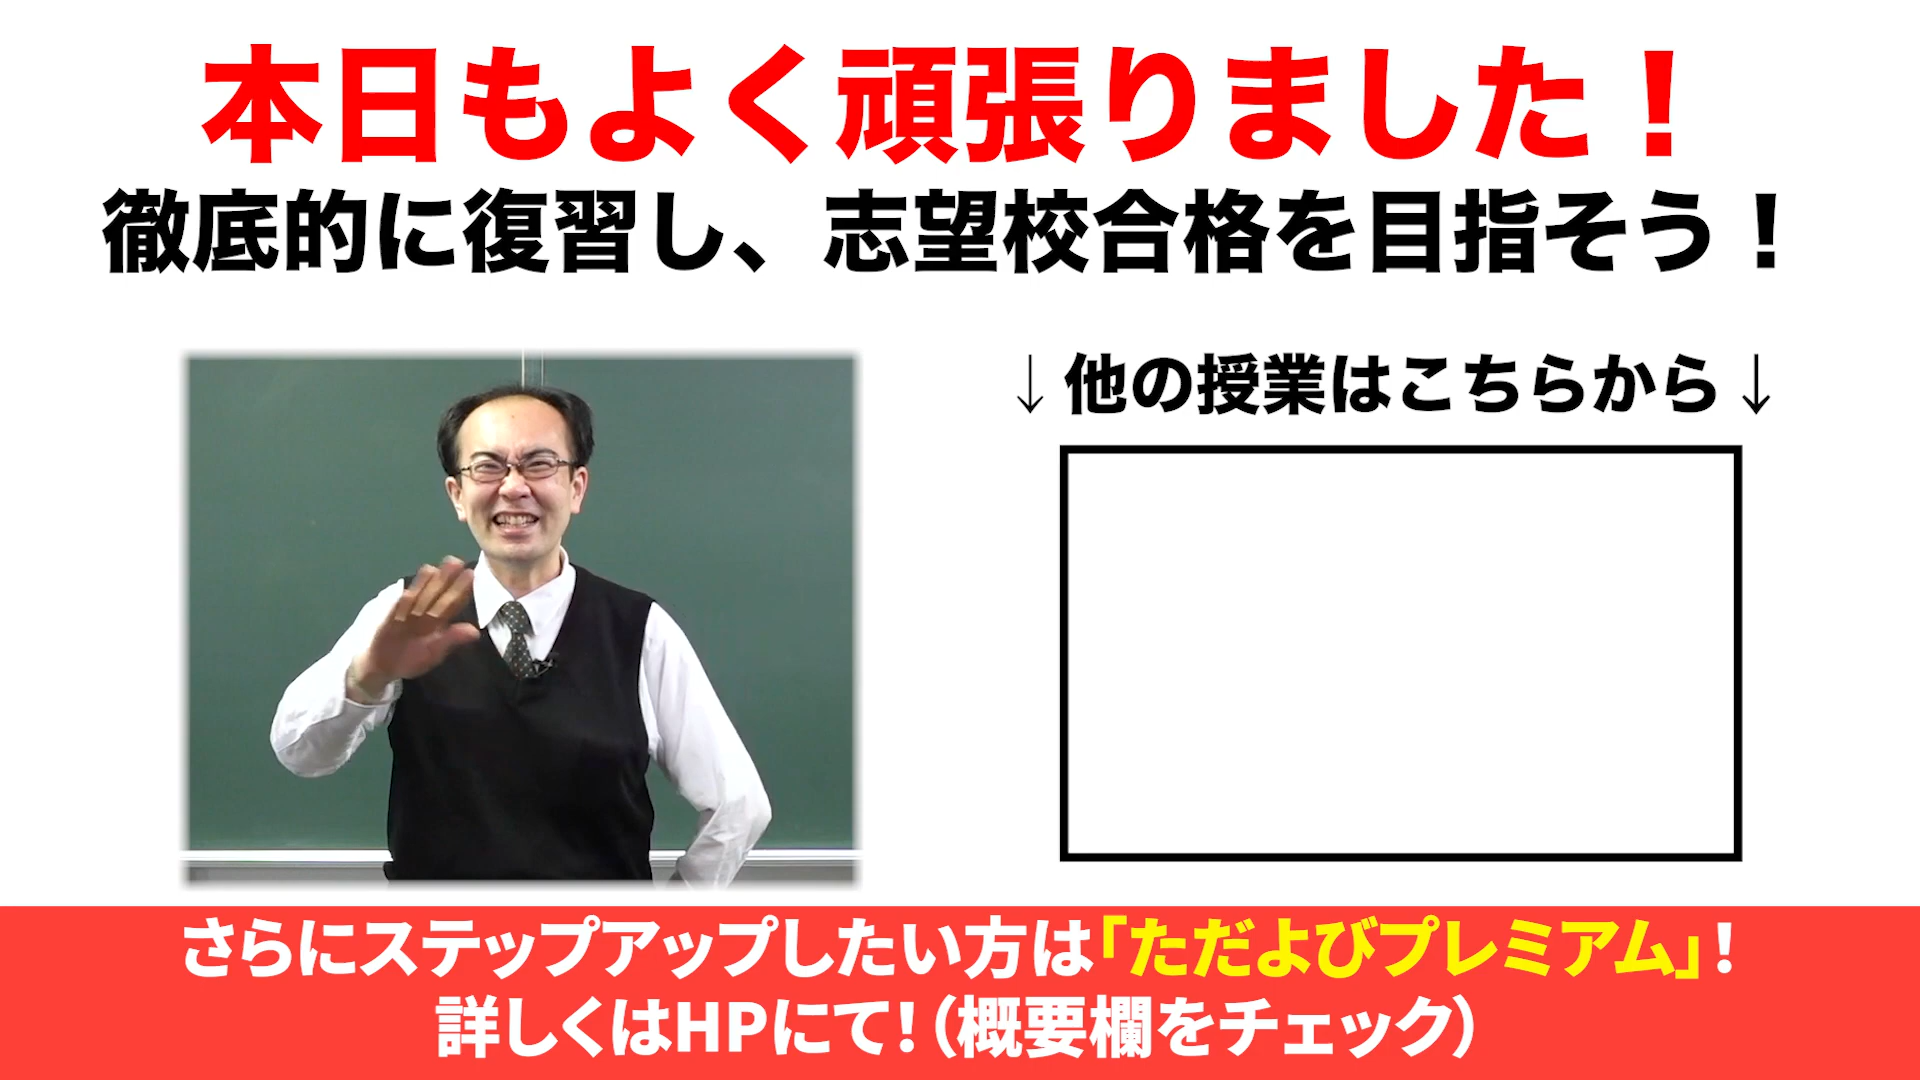 本日もよく頑張りました！
徹底的に復習し、志望校合格を目指そう！
↓他の授業はこちらから↓
さらにステップアップしたい方は「ただよびプレミアム」！
詳しくはHPにて！（概要欄をチェック）